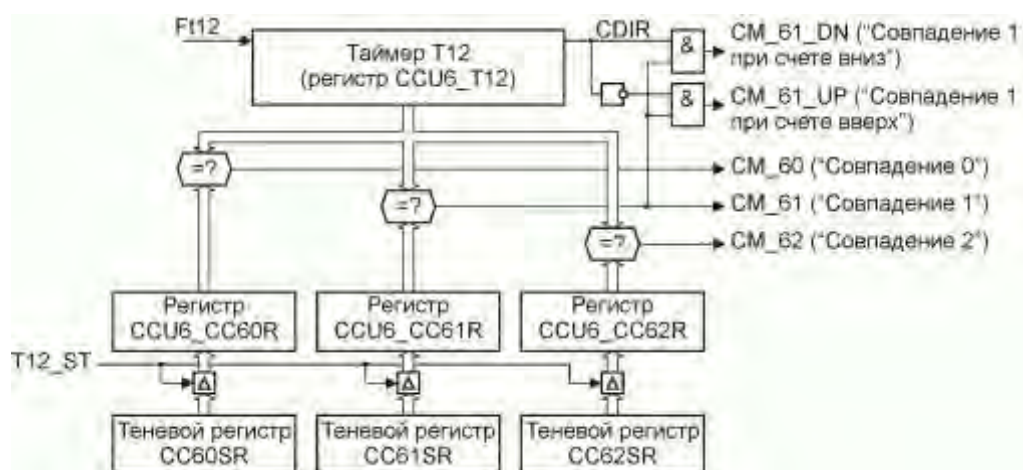 Ft12
Таймер Т12
(регистр CCU6_T12)
CDIR
&
CM_61_DN ("Совпадение 1
при счете вниз")
&
CM_61_UP ("Совпадение 1
при счете вверх")
=?
CM_60 ("Совпадение 0")
=?
CM_61 ("Совпадение 1")
=?
CM_62 ("Совпадение 2")
Регистр
CCU6_CC60R
Регистр
CCU6_CC61R
Регистр
CCU6_CC62R
T12_ST
Δ
Δ
Δ
Теневой регистр
CC60SR
Теневой регистр
CC61SR
Теневой регистр
CC62SR